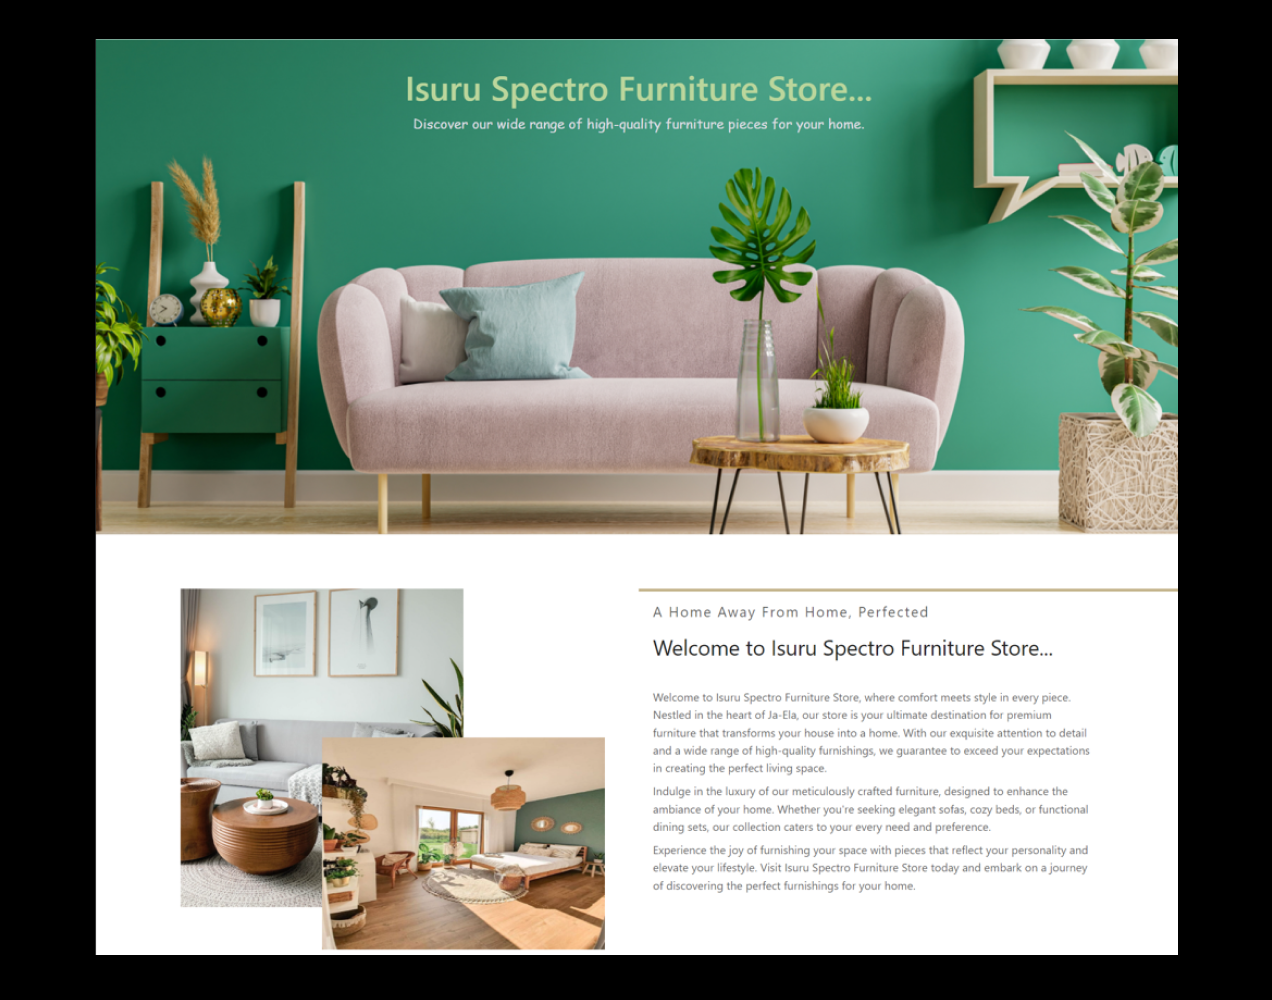 Isuru Spectro Furniture Store...
Discover our wide range of high-quality furniture pieces for your home.
A Home Away From Home, Perfected
Welcome to Isuru Spectro Furniture Store...
Welcome to Isuru Spectro Furniture Store, where comfort meets style in every piece.
Nestled in the heart of Ja-Ela, our store is your ultimate destination for premium
furniture that transforms your house into a home. With our exquisite attention to detail
and a wide range of high-quality furnishings, we guarantee to exceed your expectations
in creating the perfect living space.
Indulge in the luxury of our meticulously crafted furniture, designed to enhance the
ambiance of your home. Whether you're seeking elegant sofas, cozy beds, or functional
dining sets, our collection caters to your every need and preference.
Experience the joy of furnishing your space with pieces that reflect your personality and
elevate your lifestyle. Visit Isuru Spectro Furniture Store today and embark on a journey
of discovering the perfect furnishings for your home.